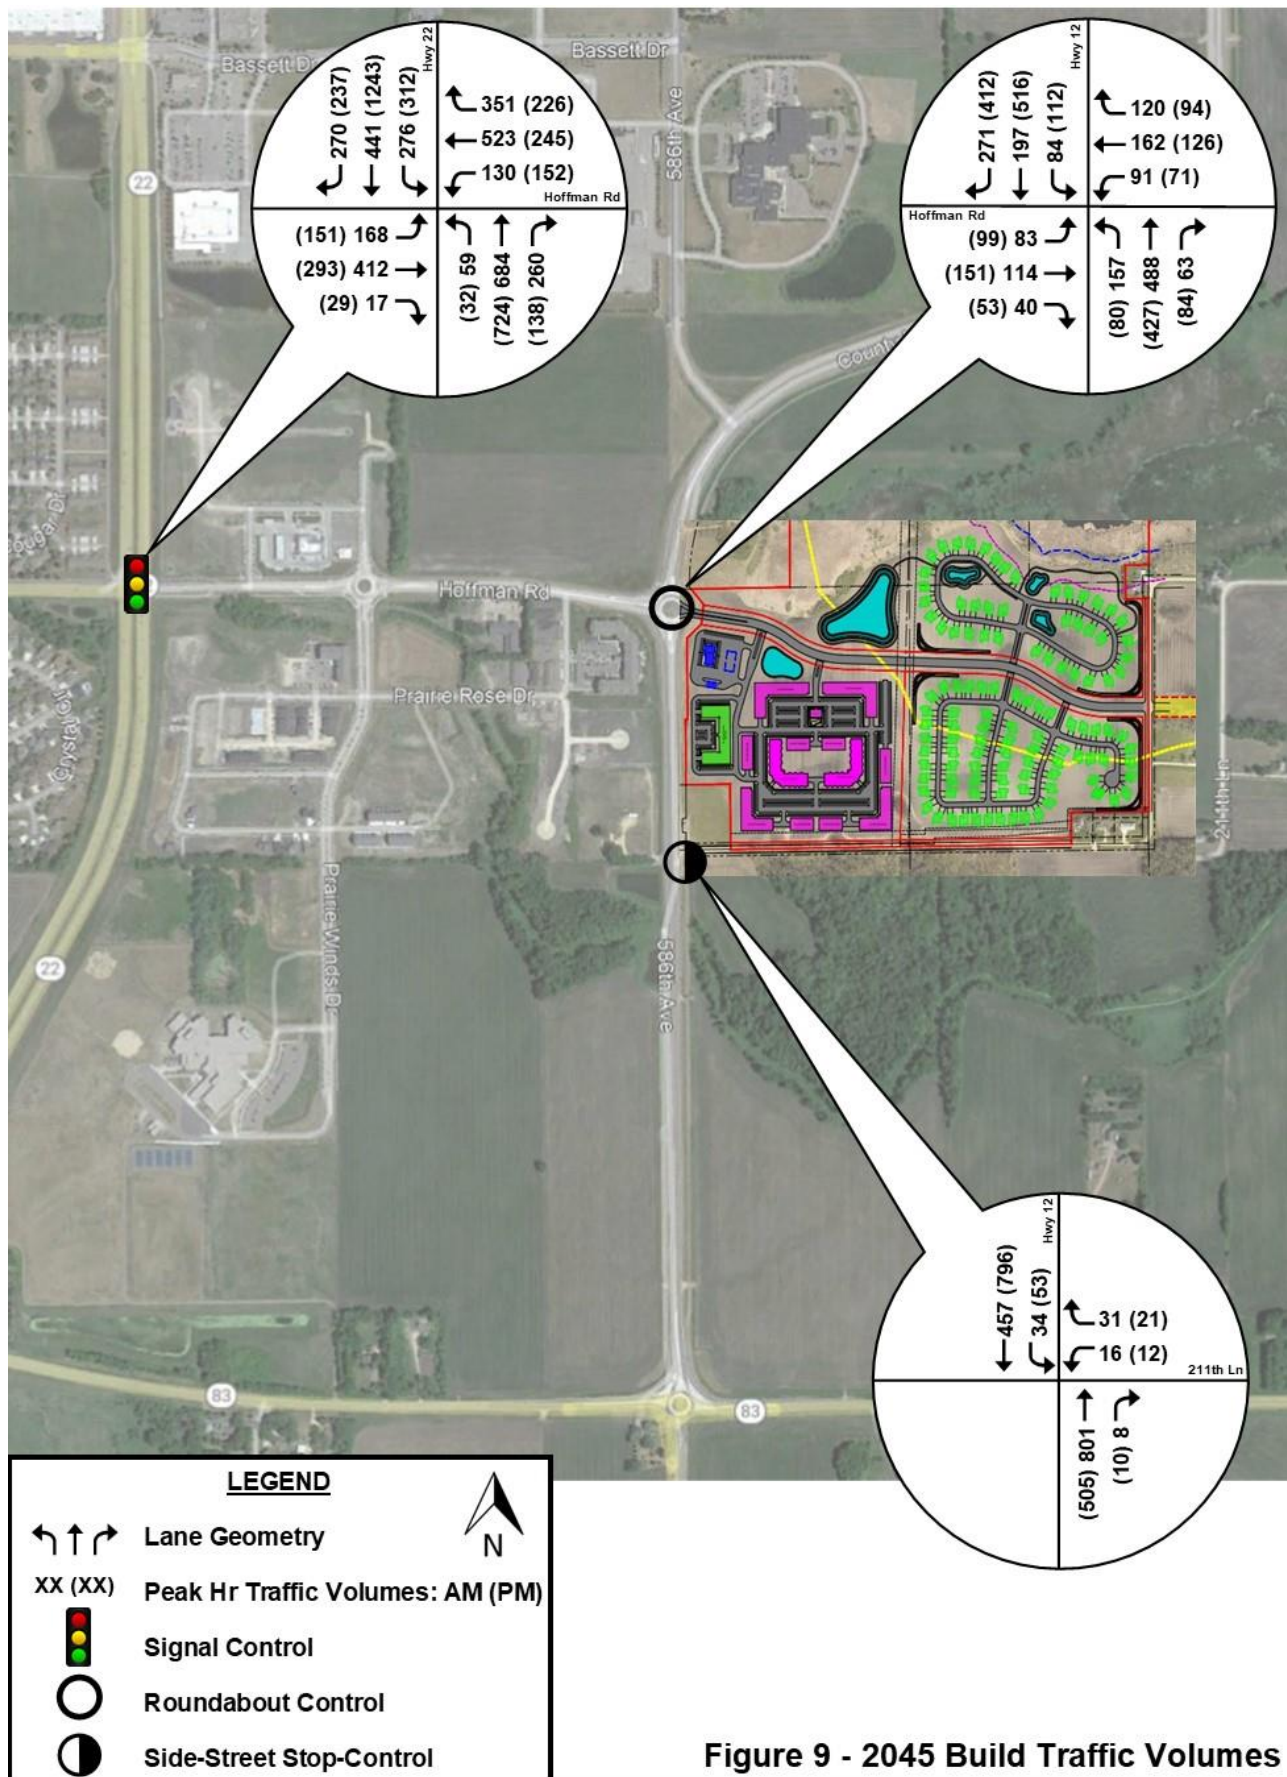 Bassett Dr
Bassett Dr
586th Ave
22
Hwy 22
270 (237)
441 (1243)
276 (312)
351 (226)
523 (245)
130 (152)
Hoffman Rd
(151) 168
(293) 412
(29) 17
(32) 59
(724) 684
(138) 260
Hwy 12
271 (412)
197 (516)
84 (112)
120 (94)
162 (126)
91 (71)
Hoffman Rd
(99) 83
(151) 114
(53) 40
(80) 157
(427) 488
(84) 63
Hoffman Rd
Prairie Rose Dr
Crystal Cir
211th Ln
Prairie Winds Dr
22
586th Ave
Hwy 12
457 (796)
34 (53)
31 (21)
16 (12)
211th Ln
(505) 801
(10) 8
83
83
LEGEND
N
Lane Geometry
XX (XX) Peak Hr Traffic Volumes: AM (PM)
Signal Control
Roundabout Control
Side-Street Stop-Control
Figure 9 - 2045 Build Traffic Volumes